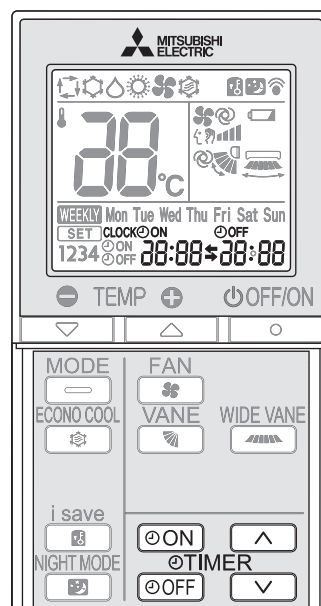 MITSUBISHI
ELECTRIC
88°C
WEEKLY Mon Tue Wed Thu Fri Sat Sun
SET CLOCK ON OFF
1234 ON OFF 88:88 88:88
TEMP OFF/ON
MODE FAN
ECONO COOL VANE WIDE VANE
i save
ON
NIGHT MODE TIMER
OFF